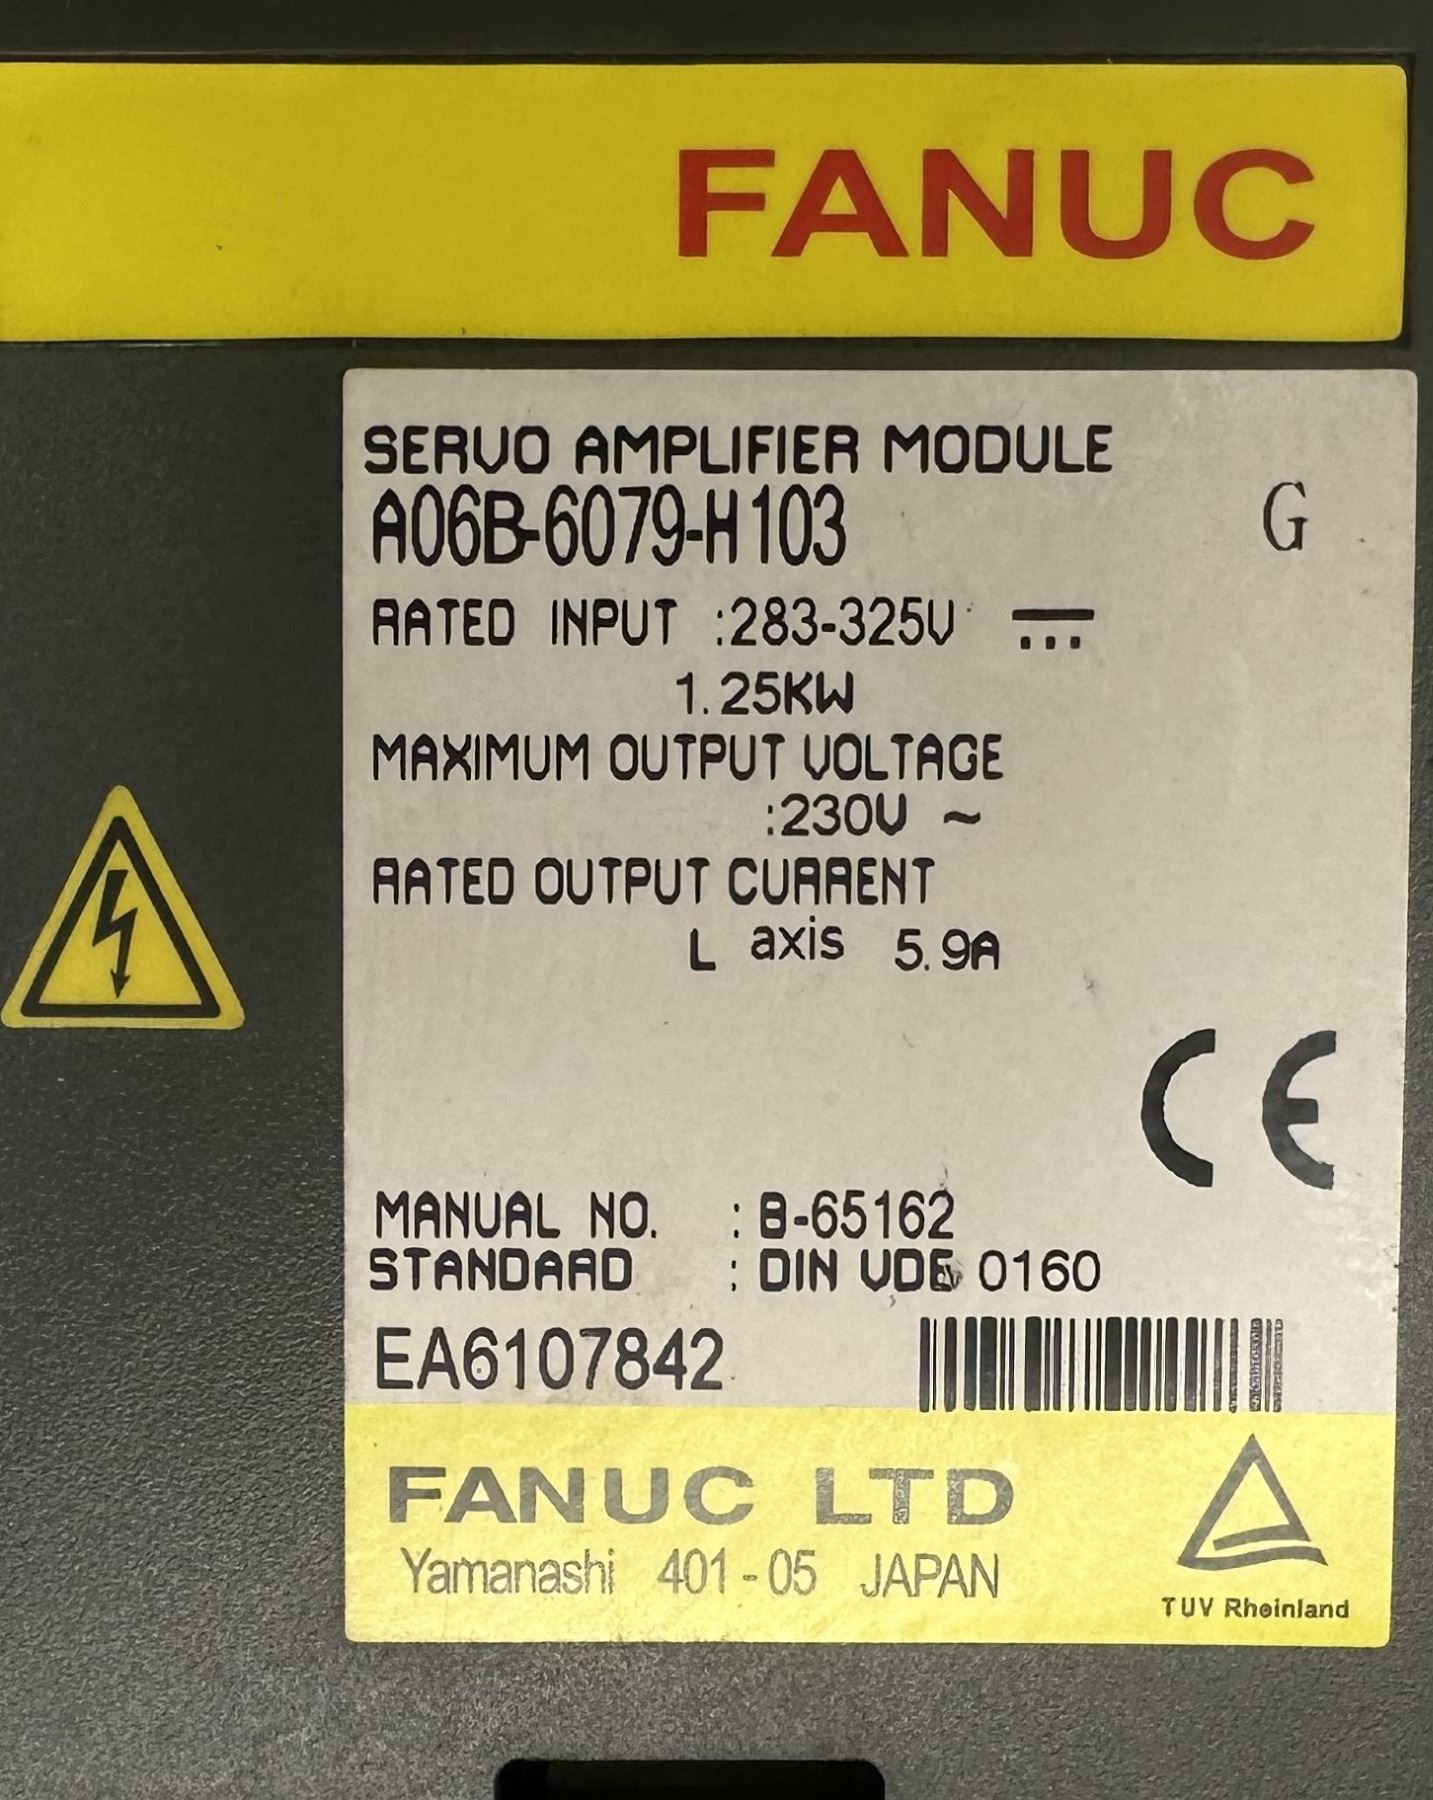 FANUC
SERVO AMPLIFIER MODULE
A06B-6079-H103 G
RATED INPUT :283-325V ⎓
1.25KW
MAXIMUM OUTPUT VOLTAGE
:230V ~
RATED OUTPUT CURRENT
L axis 5.9A
CE
MANUAL NO. : B-65162
STANDARD : DIN VDE 0160
EA6107842
FANUC LTD
Yamanashi 401-05 JAPAN
TUV Rheinland